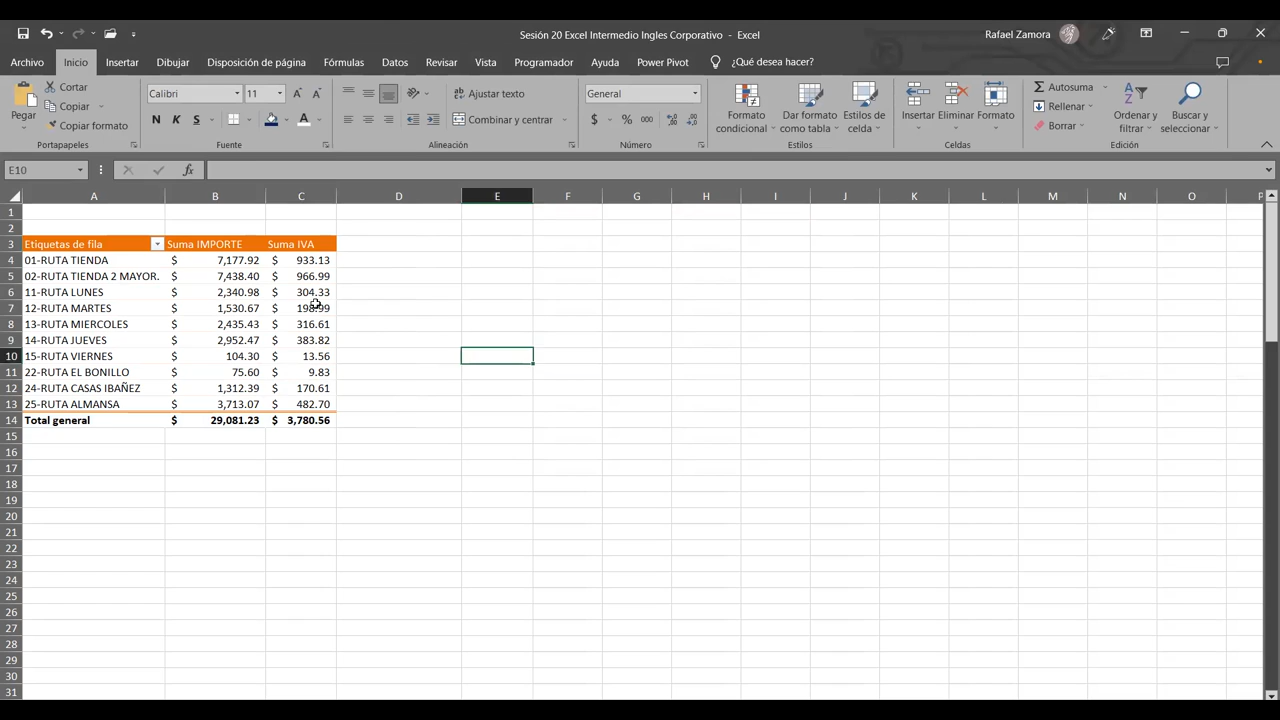 Sesión 20 Excel Intermedio Ingles Corporativo - Excel
Rafael Zamora
Archivo Inicio Insertar Dibujar Disposición de página Fórmulas Datos Revisar Vista Programador Ayuda Power Pivot ¿Qué desea hacer?
Pegar
Cortar
Copiar
Copiar formato
Portapapeles
Calibri 11
N K S
Fuente
Ajustar texto
Combinar y centrar
Alineación
General
$ % 000
Número
Formato condicional
Dar formato como tabla
Estilos de celda
Estilos
Insertar Eliminar Formato
Celdas
Autosuma
Rellenar
Borrar
Ordenar y filtrar
Buscar y seleccionar
Edición
E10 fx
A B C D E F G H I J K L M N O P
1
2
3 Etiquetas de fila Suma IMPORTE Suma IVA
4 01-RUTA TIENDA $ 7,177.92 $ 933.13
5 02-RUTA TIENDA 2 MAYOR. $ 7,438.40 $ 966.99
6 11-RUTA LUNES $ 2,340.98 $ 304.33
7 12-RUTA MARTES $ 1,530.67 $ 198.99
8 13-RUTA MIERCOLES $ 2,435.43 $ 316.61
9 14-RUTA JUEVES $ 2,952.47 $ 383.82
10 15-RUTA VIERNES $ 104.30 $ 13.56
11 22-RUTA EL BONILLO $ 75.60 $ 9.83
12 24-RUTA CASAS IBAÑEZ $ 1,312.39 $ 170.61
13 25-RUTA ALMANSA $ 3,713.07 $ 482.70
14 Total general $ 29,081.23 $ 3,780.56
15
16
17
18
19
20
21
22
23
24
25
26
27
28
29
30
31